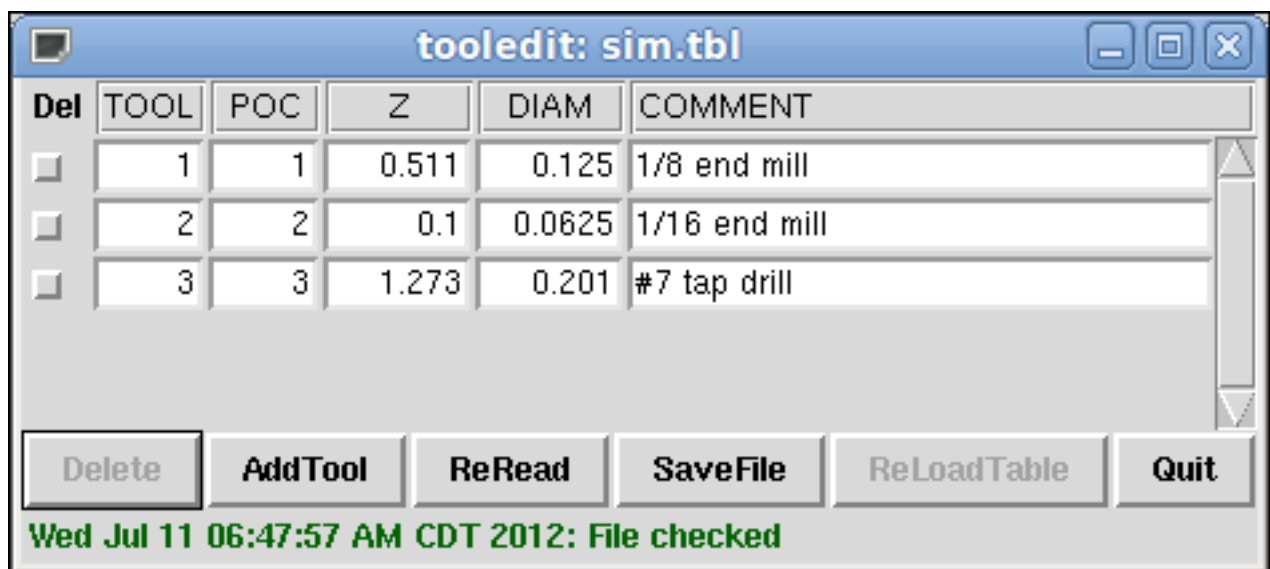 tooledit: sim.tbl
Del TOOL POC Z DIAM COMMENT
1 1 0.511 0.125 1/8 end mill
2 2 0.1 0.0625 1/16 end mill
3 3 1.273 0.201 #7 tap drill
Delete AddTool ReRead SaveFile ReLoadTable Quit
Wed Jul 11 06:47:57 AM CDT 2012: File checked